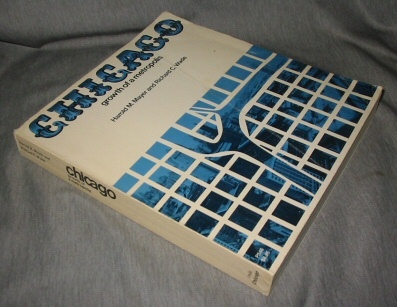 CHICAGO
growth of a metropolis
Harold M. Mayer and Richard C. Wade
chicago